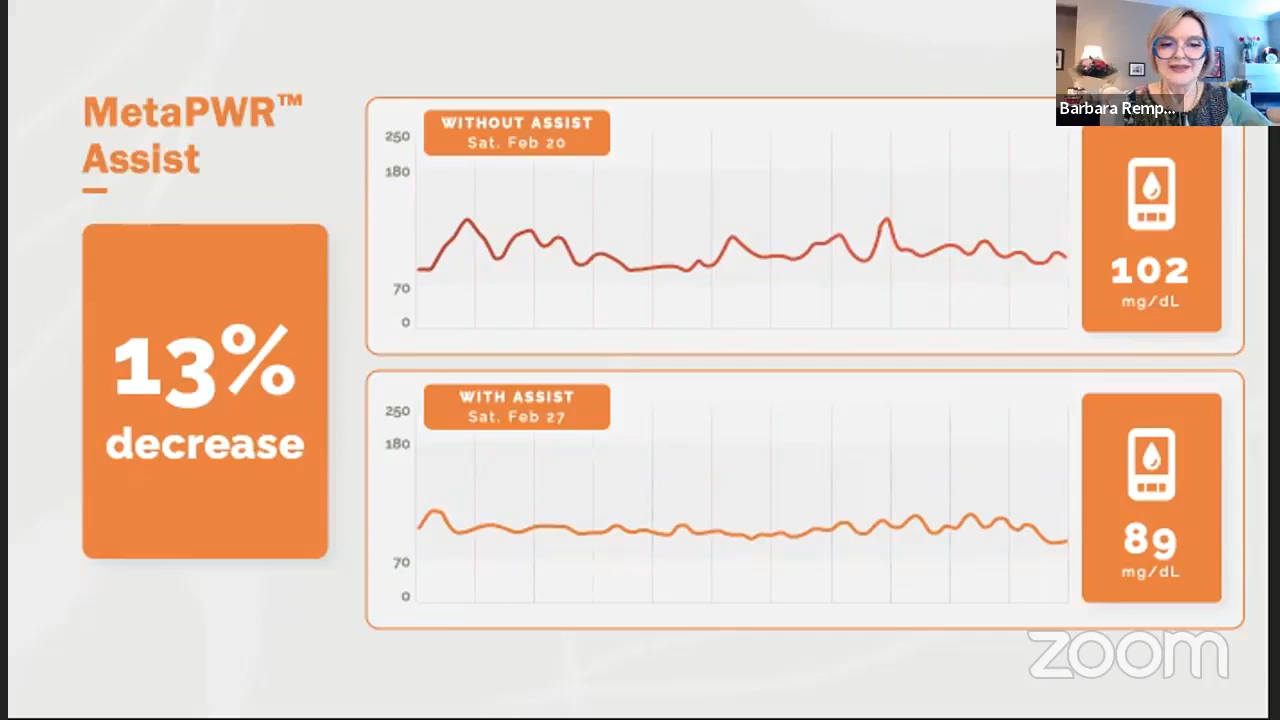 MetaPWR™
Assist
13%
decrease
WITHOUT ASSIST
Sat. Feb 20
250
180
70
0
102
mg/dL
WITH ASSIST
Sat. Feb 27
250
180
70
0
89
mg/dL
Barbara Remp...
zoom